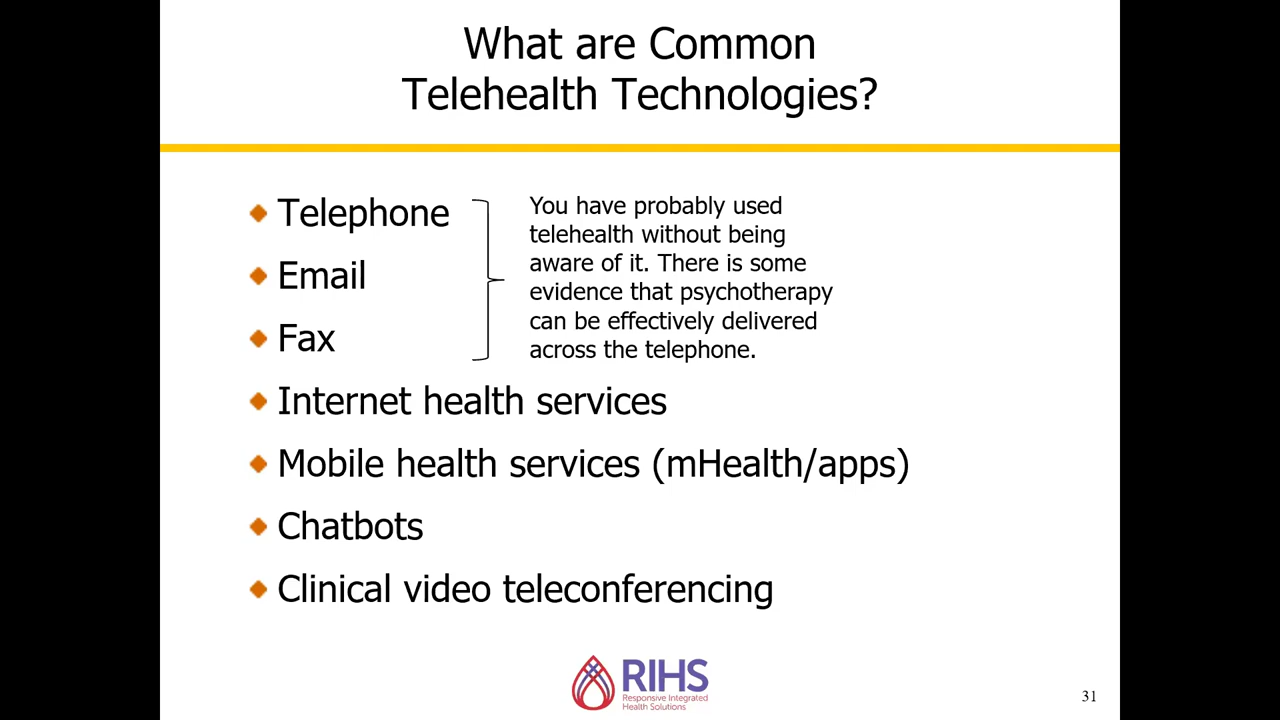 What are Common
Telehealth Technologies?
Telephone
Email
Fax
You have probably used
telehealth without being
aware of it. There is some
evidence that psychotherapy
can be effectively delivered
across the telephone.
Internet health services
Mobile health services (mHealth/apps)
Chatbots
Clinical video teleconferencing
RIHS
Responsive Integrated
Health Solutions
31